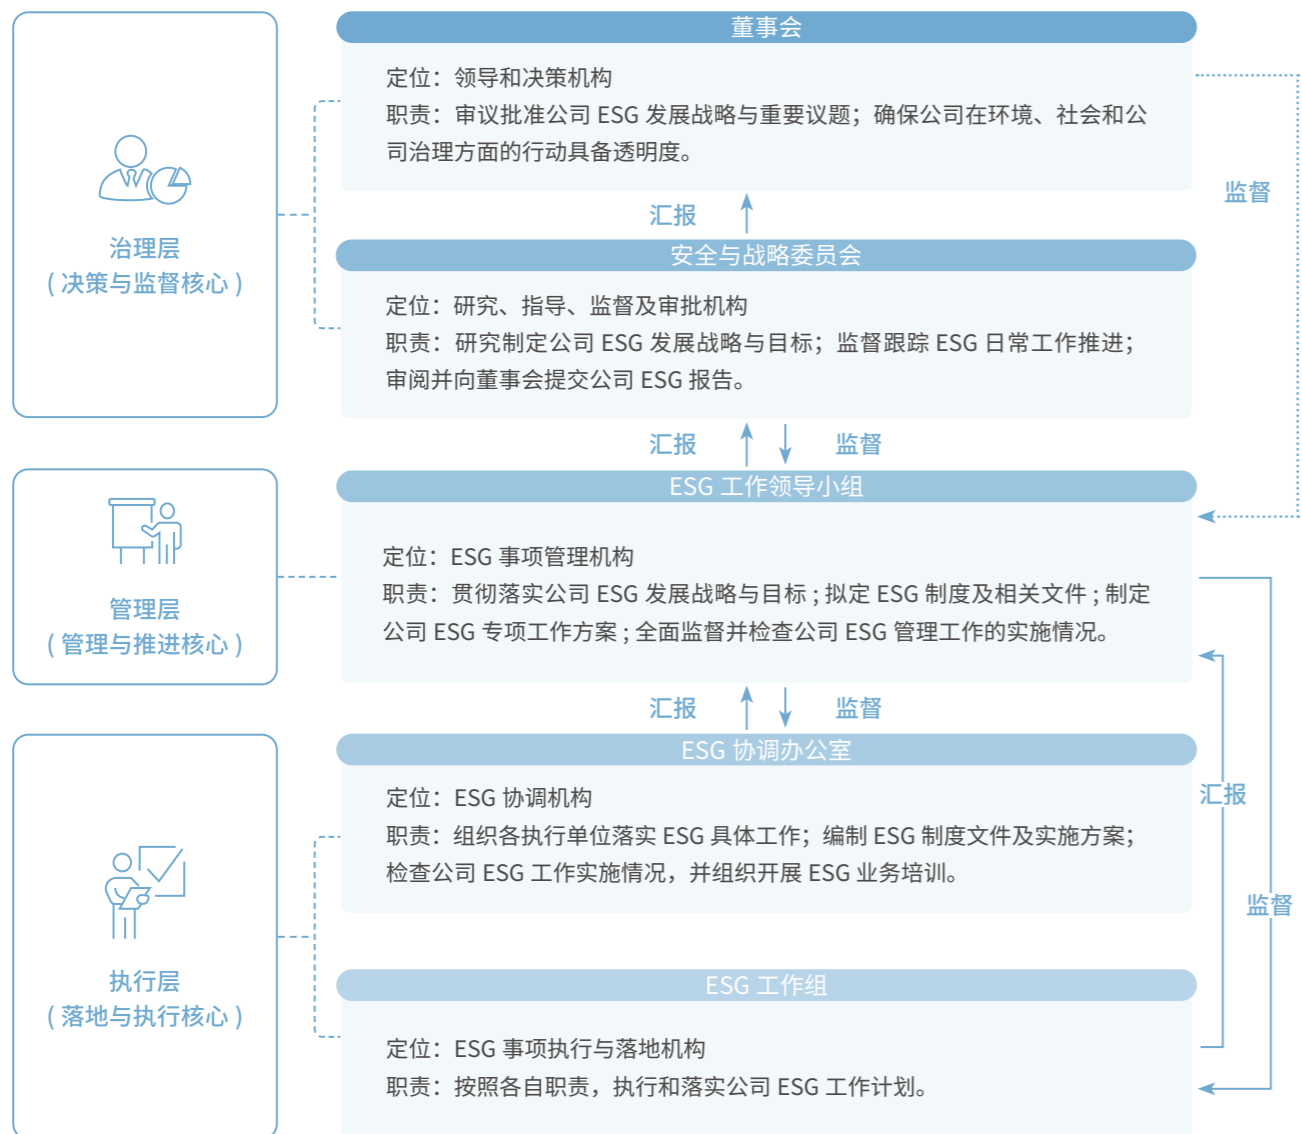 董事会
定位：领导和决策机构
职责：审议批准公司 ESG 发展战略与重要议题；确保公司在环境、社会和公
司治理方面的行动具备透明度。
监督
汇报
治理层
( 决策与监督核心 )
安全与战略委员会
定位：研究、指导、监督及审批机构
职责：研究制定公司 ESG 发展战略与目标；监督跟踪 ESG 日常工作推进；
审阅并向董事会提交公司 ESG 报告。
汇报
监督
ESG 工作领导小组
定位：ESG 事项管理机构
职责：贯彻落实公司 ESG 发展战略与目标 ; 拟定 ESG 制度及相关文件 ; 制定
公司 ESG 专项工作方案 ; 全面监督并检查公司 ESG 管理工作的实施情况。
管理层
( 管理与推进核心 )
汇报
监督
ESG 协调办公室
定位：ESG 协调机构
职责：组织各执行单位落实 ESG 具体工作；编制 ESG 制度文件及实施方案；
检查公司 ESG 工作实施情况，并组织开展 ESG 业务培训。
汇报
监督
执行层
( 落地与执行核心 )
ESG 工作组
定位：ESG 事项执行与落地机构
职责：按照各自职责，执行和落实公司 ESG 工作计划。